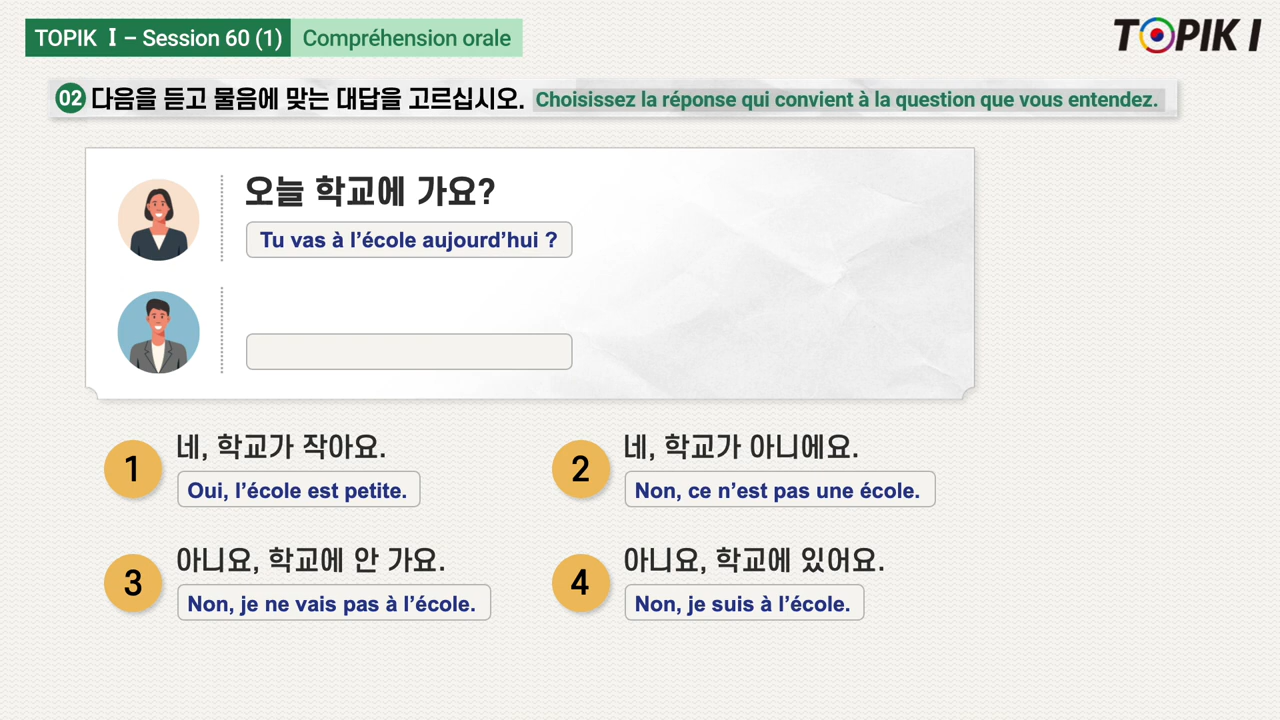 TOPIK Ⅰ – Session 60 (1) Compréhension orale
TOPIK I
02 다음을 듣고 물음에 맞는 대답을 고르십시오. Choisissez la réponse qui convient à la question que vous entendez.
오늘 학교에 가요?
Tu vas à l’école aujourd’hui ?
1 네, 학교가 작아요.
Oui, l’école est petite.
2 네, 학교가 아니에요.
Non, ce n’est pas une école.
3 아니요, 학교에 안 가요.
Non, je ne vais pas à l’école.
4 아니요, 학교에 있어요.
Non, je suis à l’école.